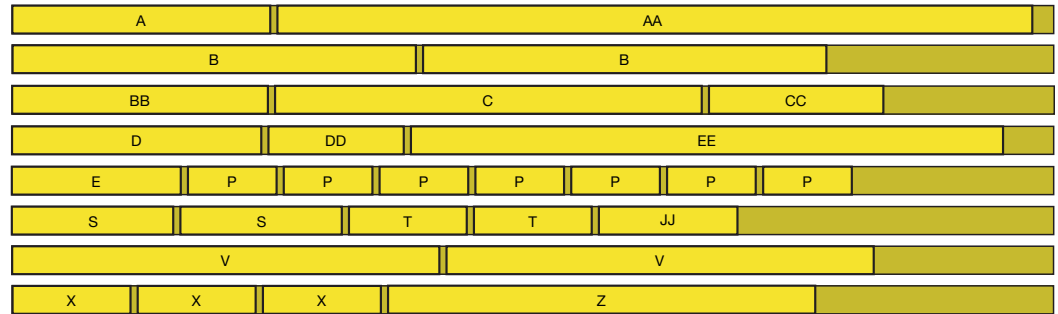 A AA
B B
BB C CC
D DD EE
E P P P P P P P
S S T T JJ
V V
X X X Z